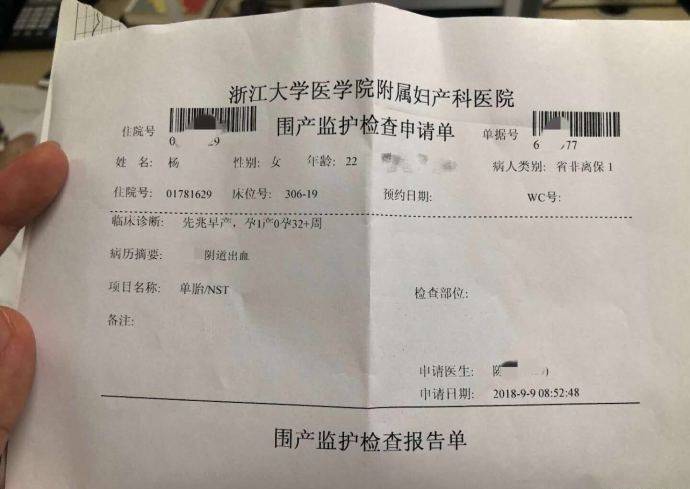 浙江大学医学院附属妇产科医院
围产监护检查申请单
住院号 0 29 单据号 6 77
姓名: 杨 性别: 女 年龄: 22 病人类别: 省非离保1
住院号: 01781629 床位号: 306-19 预约日期: WC号:
临床诊断: 先兆早产，孕1产0孕32+周
病历摘要: 阴道出血
项目名称: 单胎/NST 检查部位:
备注:
申请医生:
申请日期: 2018-9-9 08:52:48
围产监护检查报告单